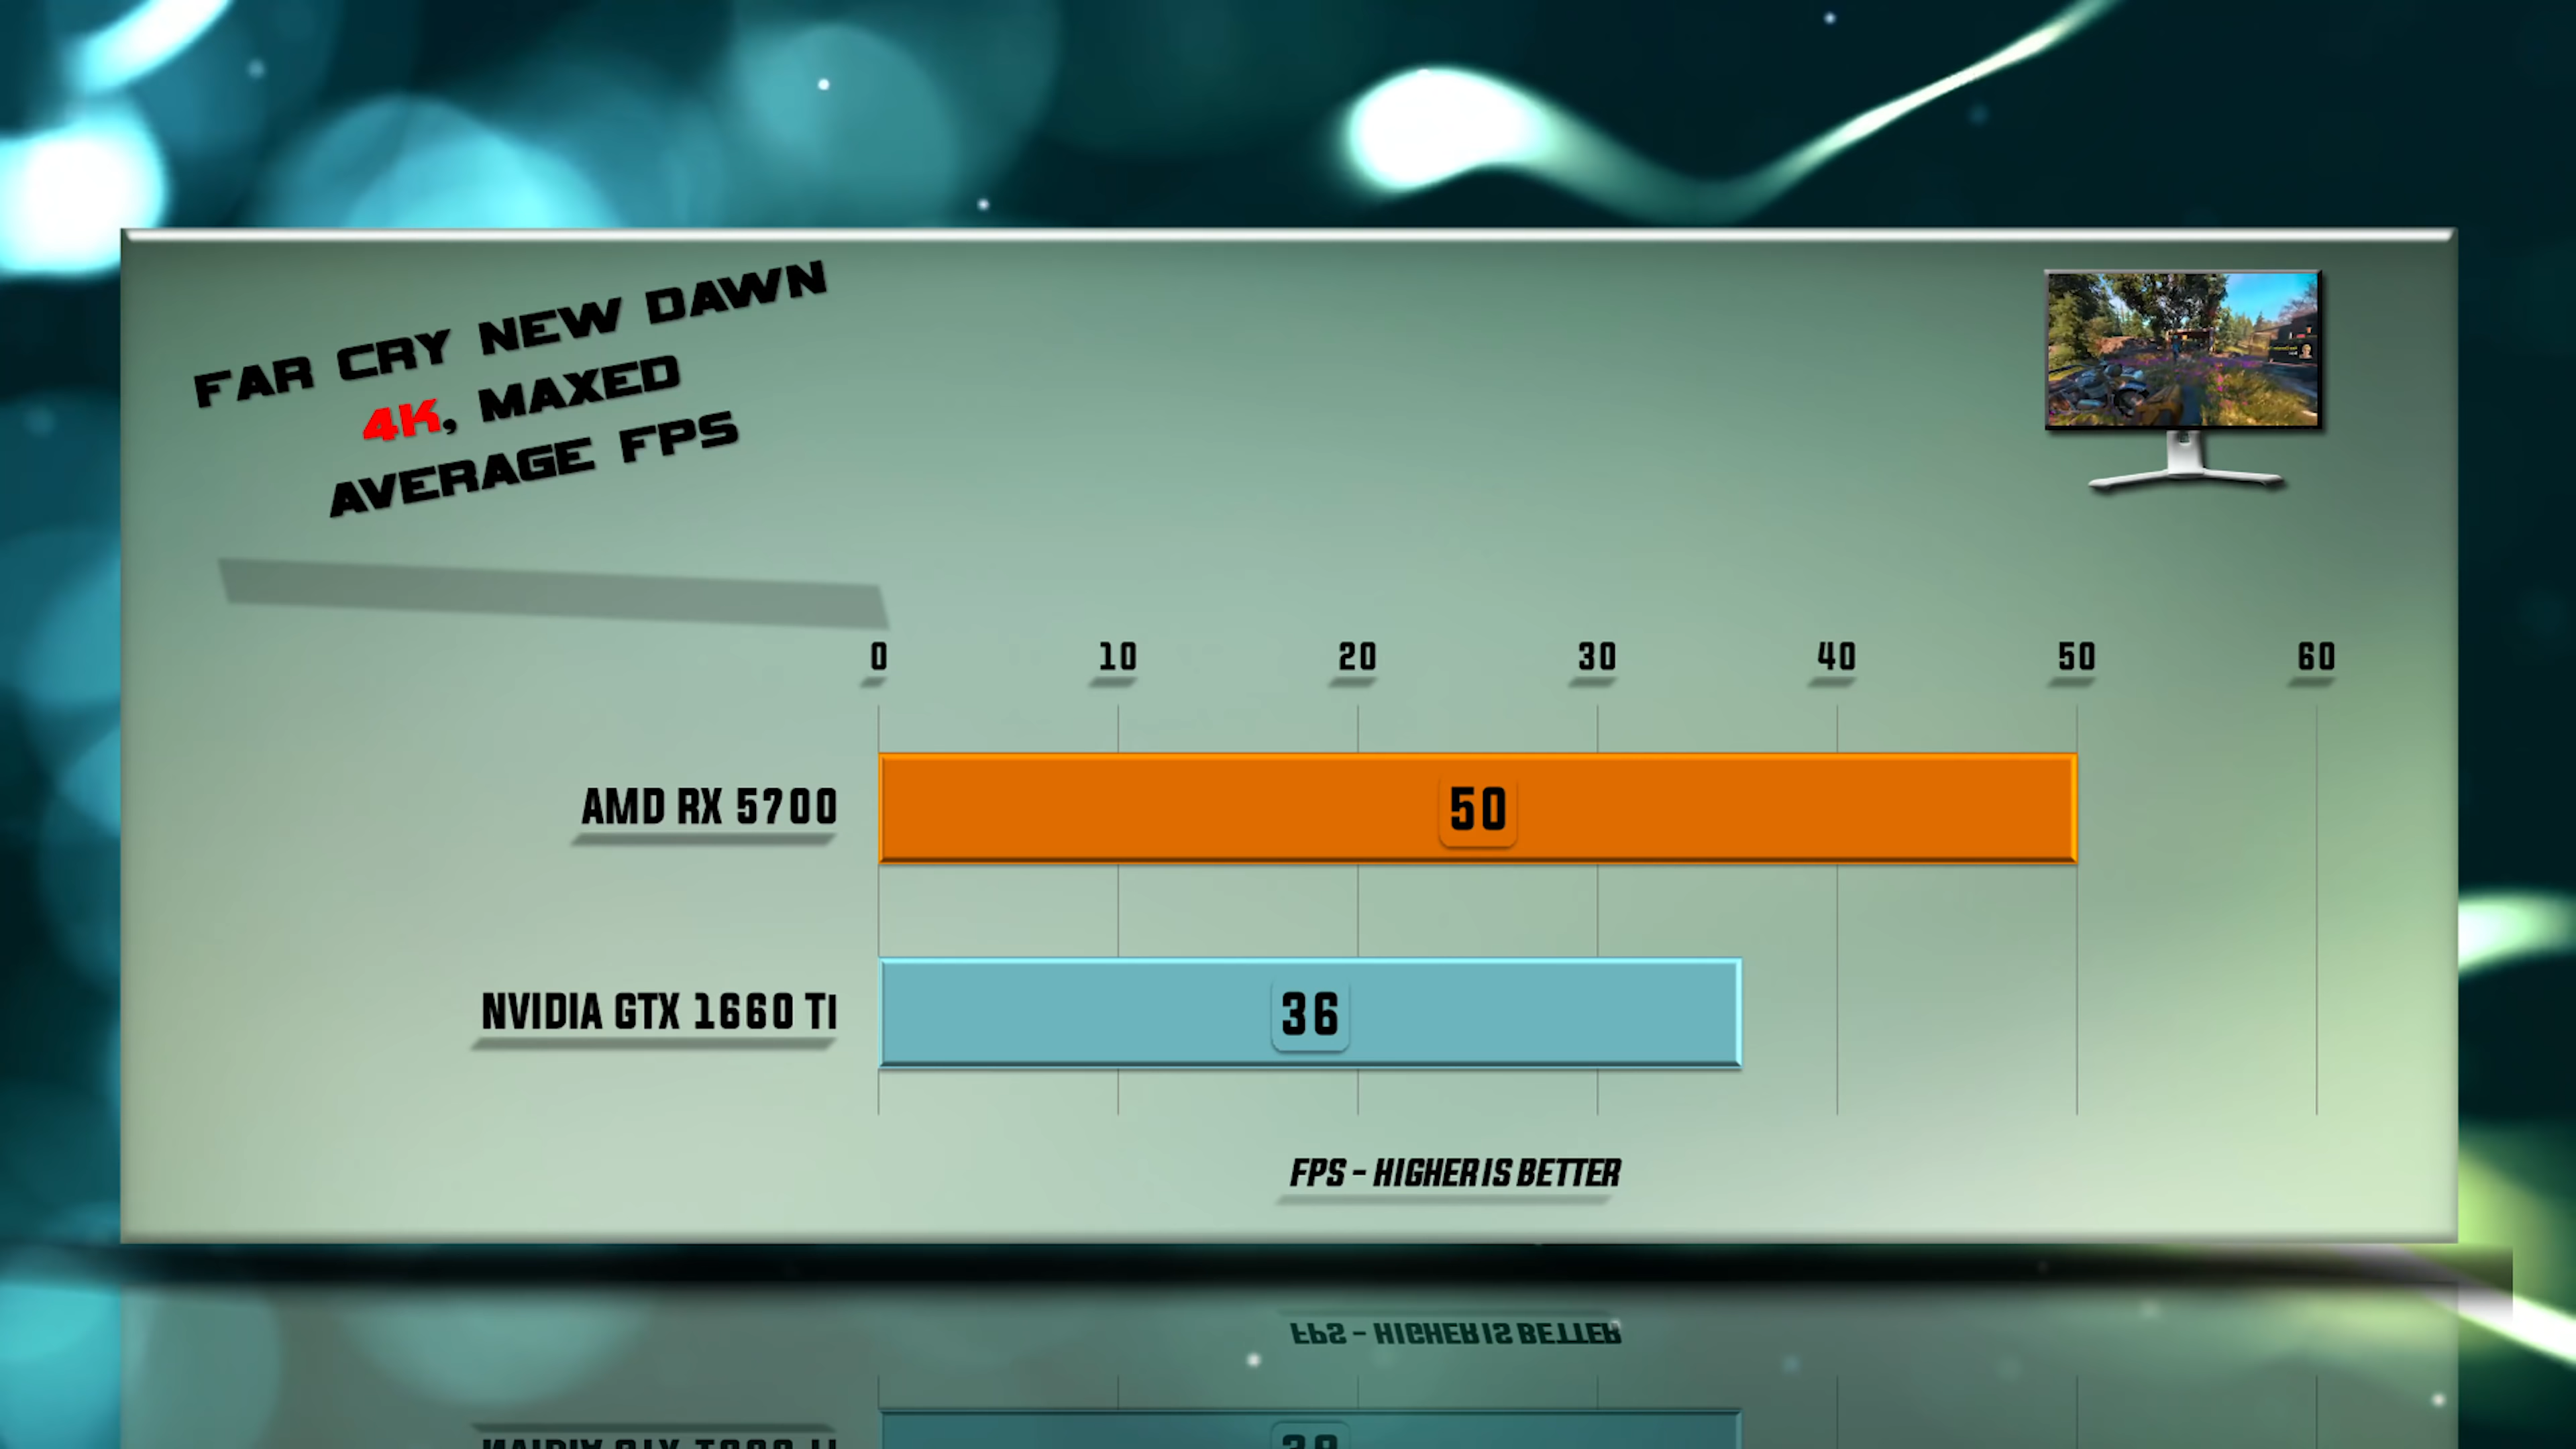 FAR CRY NEW DAWN
4K, MAXED
AVERAGE FPS
0 10 20 30 40 50 60
AMD RX 5700
50
NVIDIA GTX 1660 TI
36
FPS - HIGHER IS BETTER